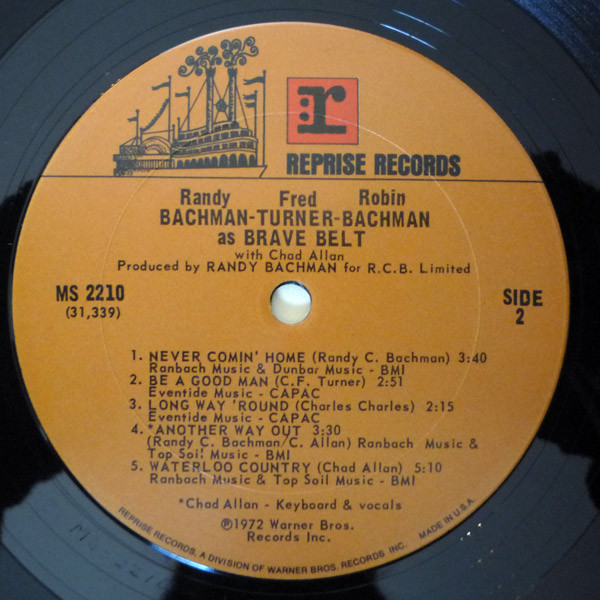 r
REPRISE RECORDS
Randy Fred Robin
BACHMAN-TURNER-BACHMAN
as BRAVE BELT
with Chad Allan
Produced by RANDY BACHMAN for R.C.B. Limited
MS 2210
(31,339)
SIDE
2
1. NEVER COMIN' HOME (Randy C. Bachman) 3:40
Ranbach Music & Dunbar Music - BMI
2. BE A GOOD MAN (C.F. Turner) 2:51
Eventide Music - CAPAC
3. LONG WAY 'ROUND (Charles Charles) 2:15
Eventide Music - CAPAC
4. *ANOTHER WAY OUT 3:30
(Randy C. Bachman/C. Allan) Ranbach Music &
Top Soil Music - BMI
5. WATERLOO COUNTRY (Chad Allan) 5:10
Ranbach Music & Top Soil Music - BMI
*Chad Allan - Keyboard & vocals
℗1972 Warner Bros.
Records Inc.
REPRISE RECORDS, A DIVISION OF WARNER BROS. RECORDS INC. MADE IN U.S.A.